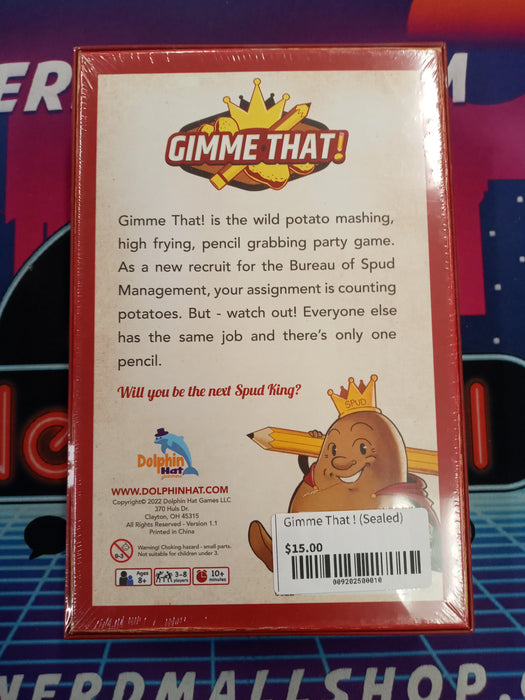 GIMME THAT!
Gimme That! is the wild potato mashing,
high frying, pencil grabbing party game.
As a new recruit for the Bureau of Spud
Management, your assignment is counting
potatoes. But - watch out! Everyone else
has the same job and there's only one
pencil.
Will you be the next Spud King?
SPUD
Dolphin
Hat
games
WWW.DOLPHINHAT.COM
Copyright© 2022 Dolphin Hat Games LLC
370 Huls Dr.
Clayton, OH 45315
All Rights Reserved - Version 1.1
Printed in China
0-3
Warning! Choking hazard - small parts.
Not suitable for children under 3.
Ages
8+
3–8
players
10+
minutes
Gimme That ! (Sealed)
$15.00
009202500010
NERDMALLSHOP.